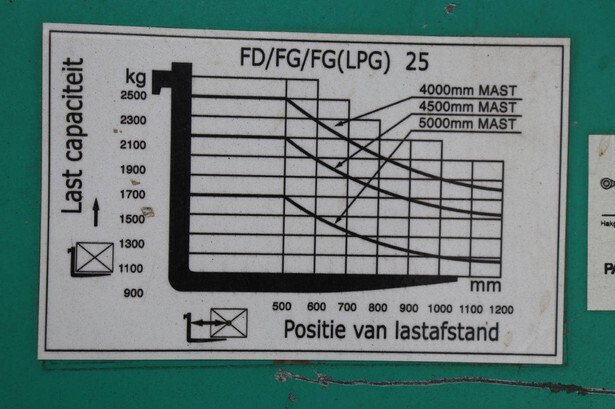 FD/FG/FG(LPG) 25
Last capaciteit
kg
2500
2300
2100
1900
1700
1500
1300
1100
900
4000mm MAST
4500mm MAST
5000mm MAST
mm
500 600 700 800 900 1000 1100 1200
Positie van lastafstand